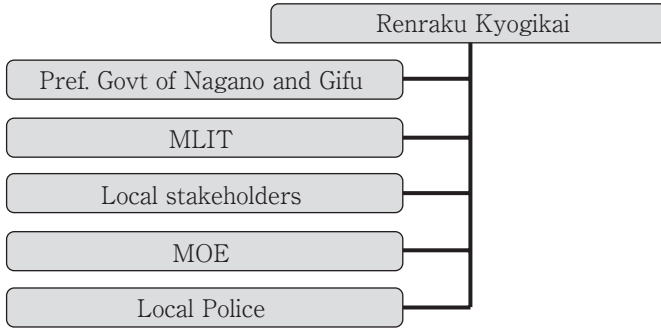 Renraku Kyogikai
Pref. Govt of Nagano and Gifu
MLIT
Local stakeholders
MOE
Local Police